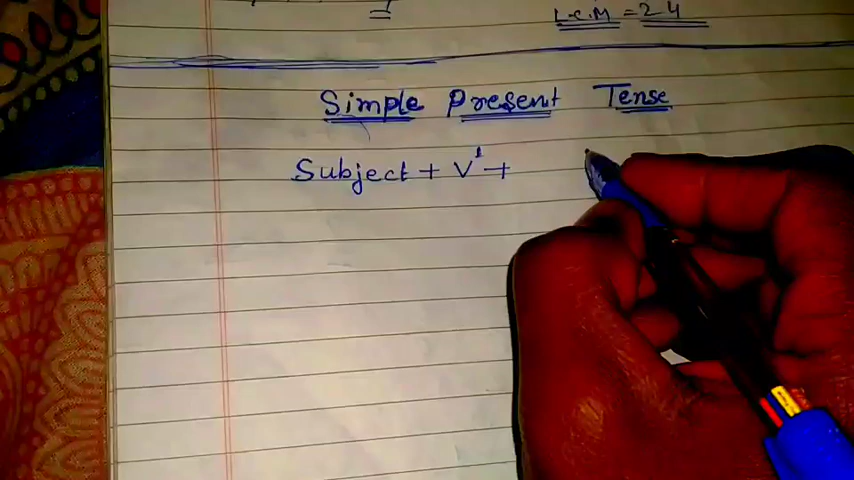 L.C.M = 24
Simple Present Tense
Subject + V¹ +